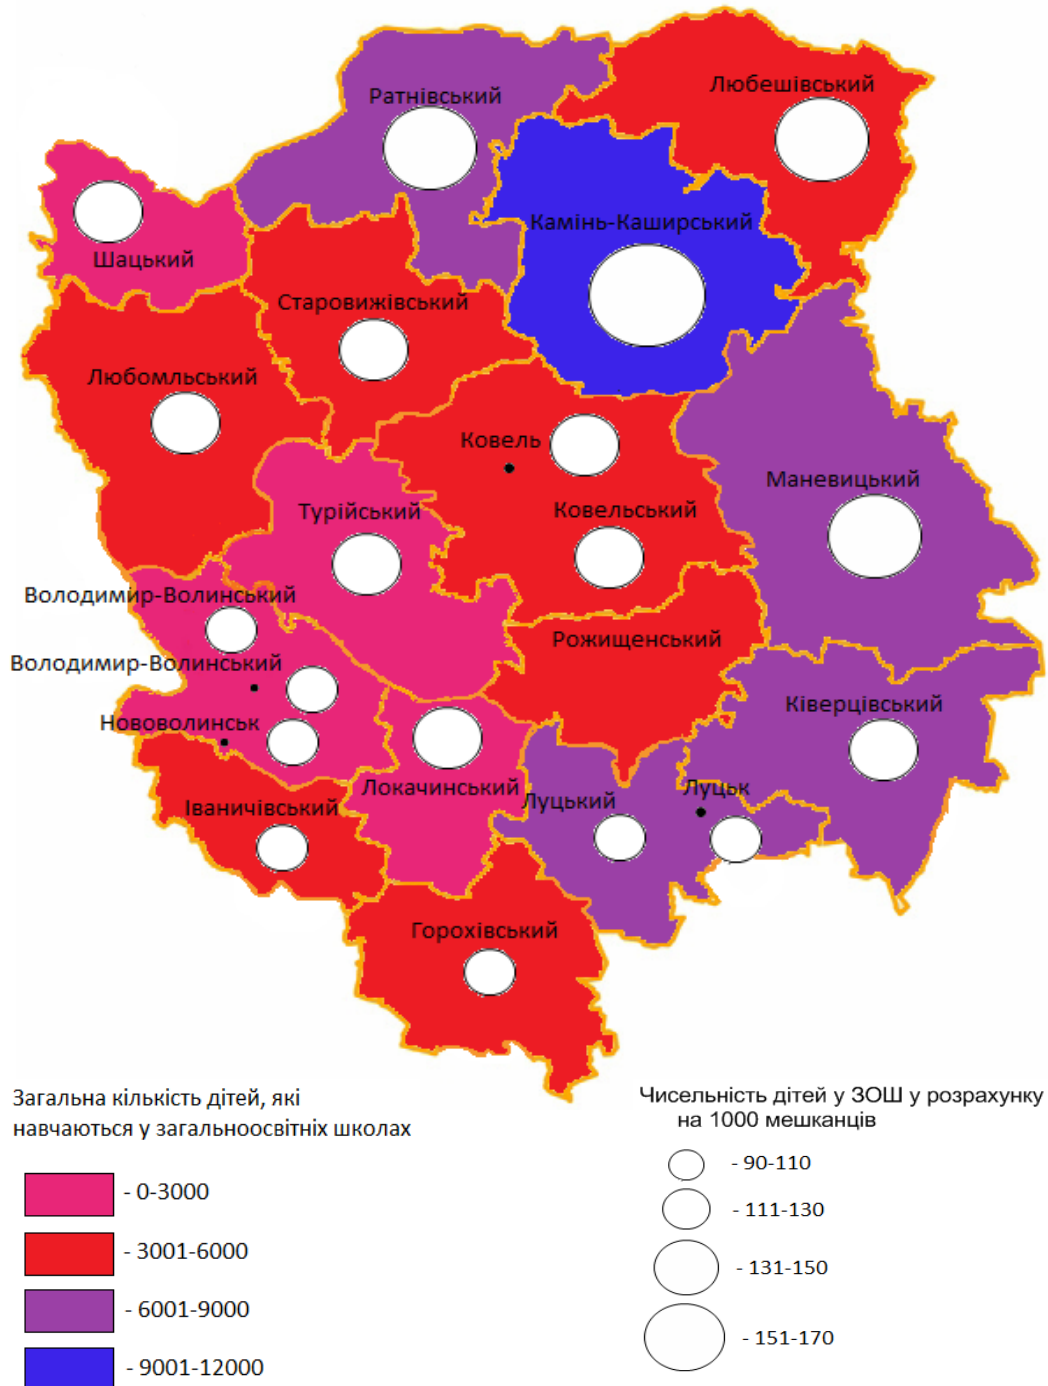 Любешівський
Ратнівський
Камінь-Каширський
Шацький
Старовижівський
Любомльський
Ковель
Маневицький
Турійський
Ковельський
Володимир-Волинський
Рожищенський
Володимир-Волинський
Ківерцівський
Нововолинськ
Локачинський
Луцьк
Луцький
Іваничівський
Горохівський
Загальна кількість дітей, які
навчаються у загальноосвітніх школах
- 0-3000
- 3001-6000
- 6001-9000
- 9001-12000
Чисельність дітей у ЗОШ у розрахунку
на 1000 мешканців
- 90-110
- 111-130
- 131-150
- 151-170